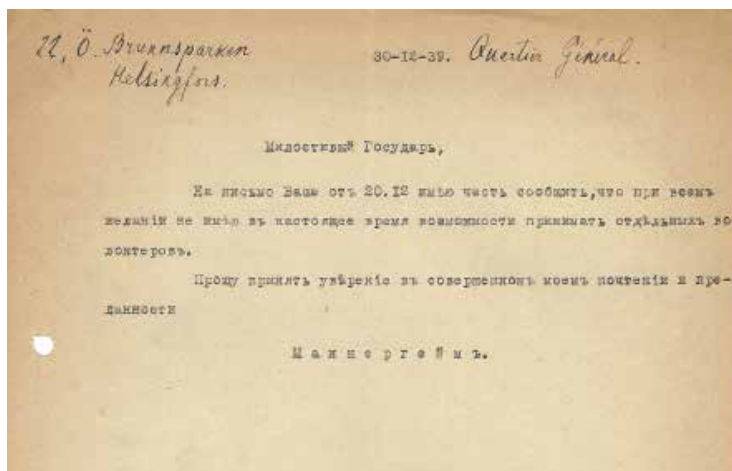 22, Ö. Brunnsparken 30-12-39. Quartier Général.
Helsingfors.
Милостивый Государь,
На письмо Ваше отъ 20.12 имѣю честь сообщить,что при всемъ
желанiи не имѣю въ настоящее время возможности принимать отдѣльныхъ во
лонтеровъ.
Прошу принять увѣренiе въ совершенномъ моемъ почтенiи и пре-
данности
Маннергеймъ.